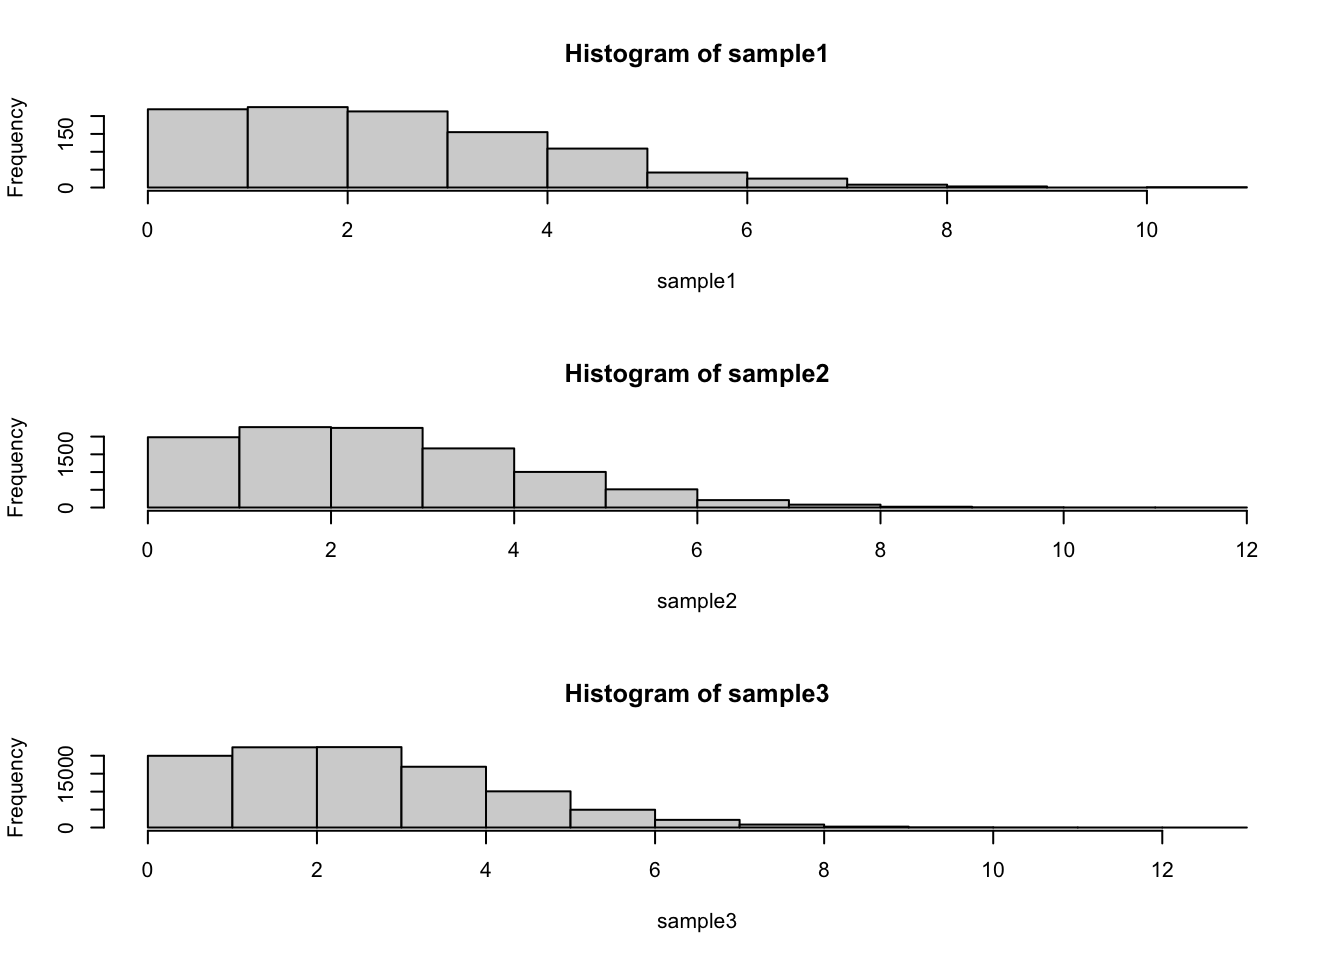 Histogram of sample1
Frequency
150
0
0 2 4 6 8 10
sample1
Histogram of sample2
Frequency
1500
0
0 2 4 6 8 10 12
sample2
Histogram of sample3
Frequency
15000
0
0 2 4 6 8 10 12
sample3